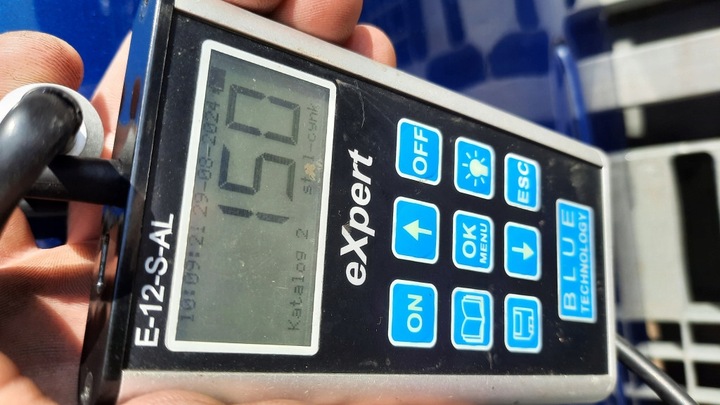 E-12-S-AL
10:09:21 29-08-2024
150
Katalog 2 stal-cynk
eXpert
ON
↑
OFF
OK
MENU
↓
ESC
BLUE
TECHNOLOGY